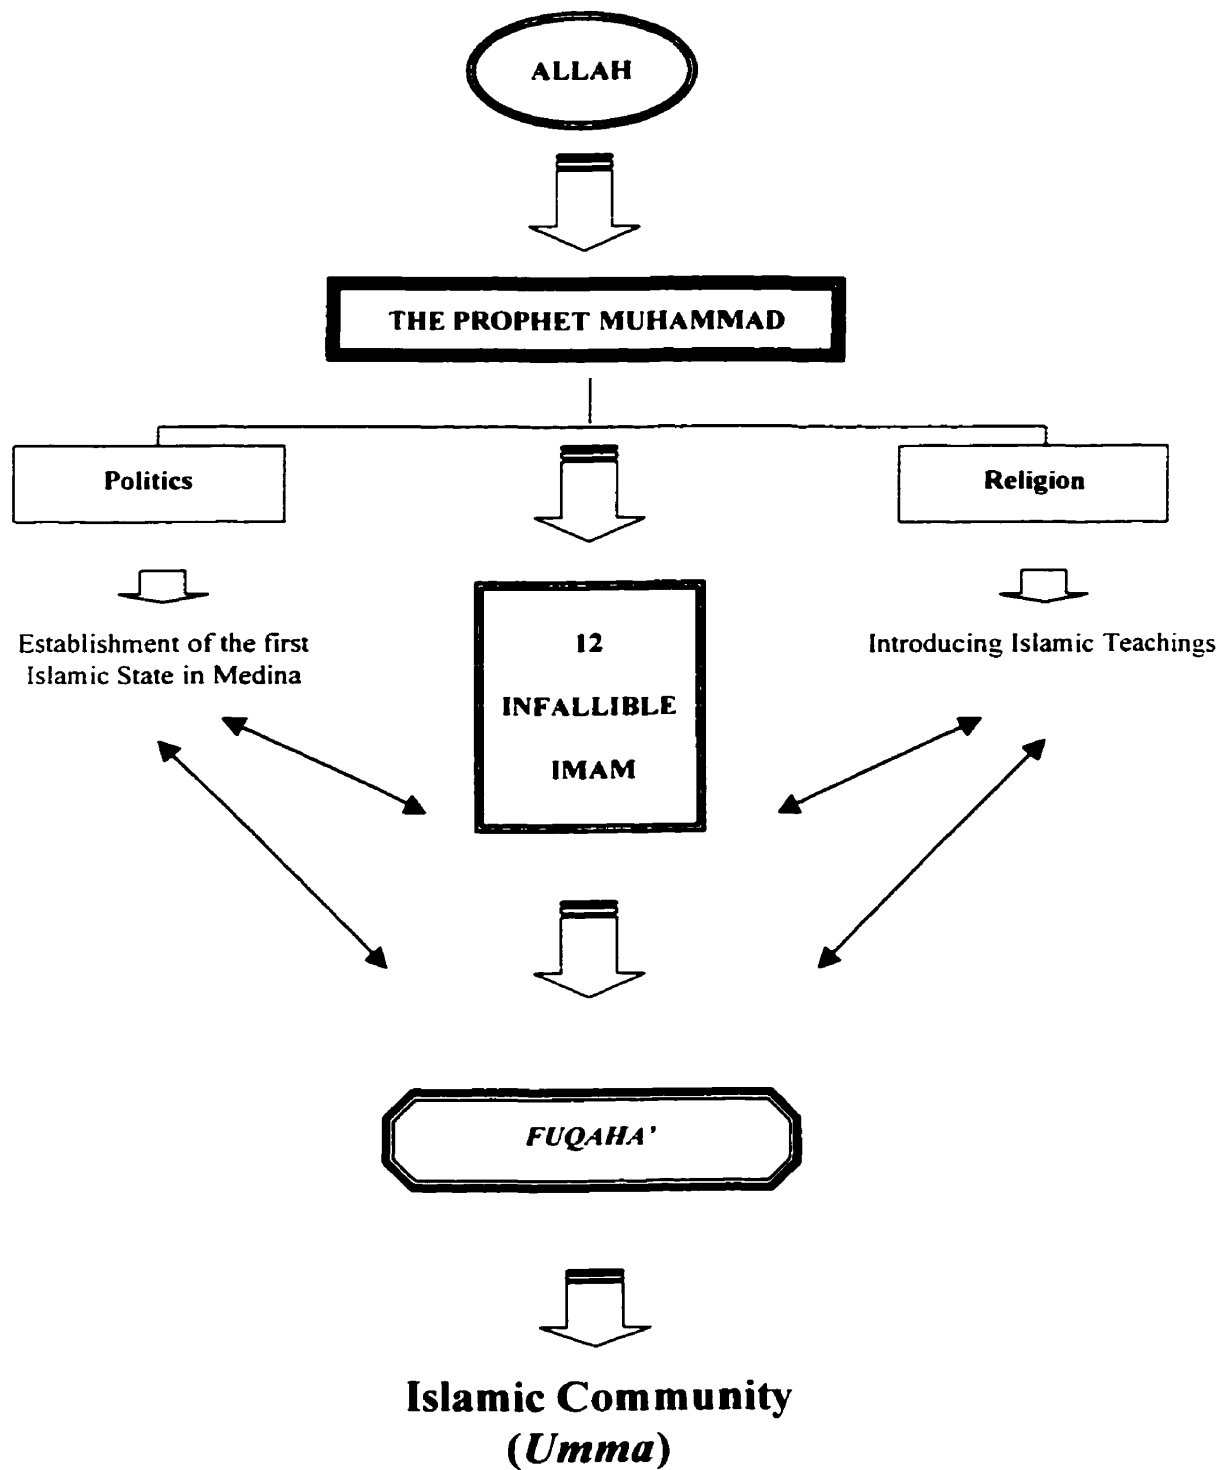 ALLAH
THE PROPHET MUHAMMAD
Politics
Religion
Establishment of the first
Islamic State in Medina
Introducing Islamic Teachings
12
INFALLIBLE
IMAM
FUQAHA'
Islamic Community
(Umma)